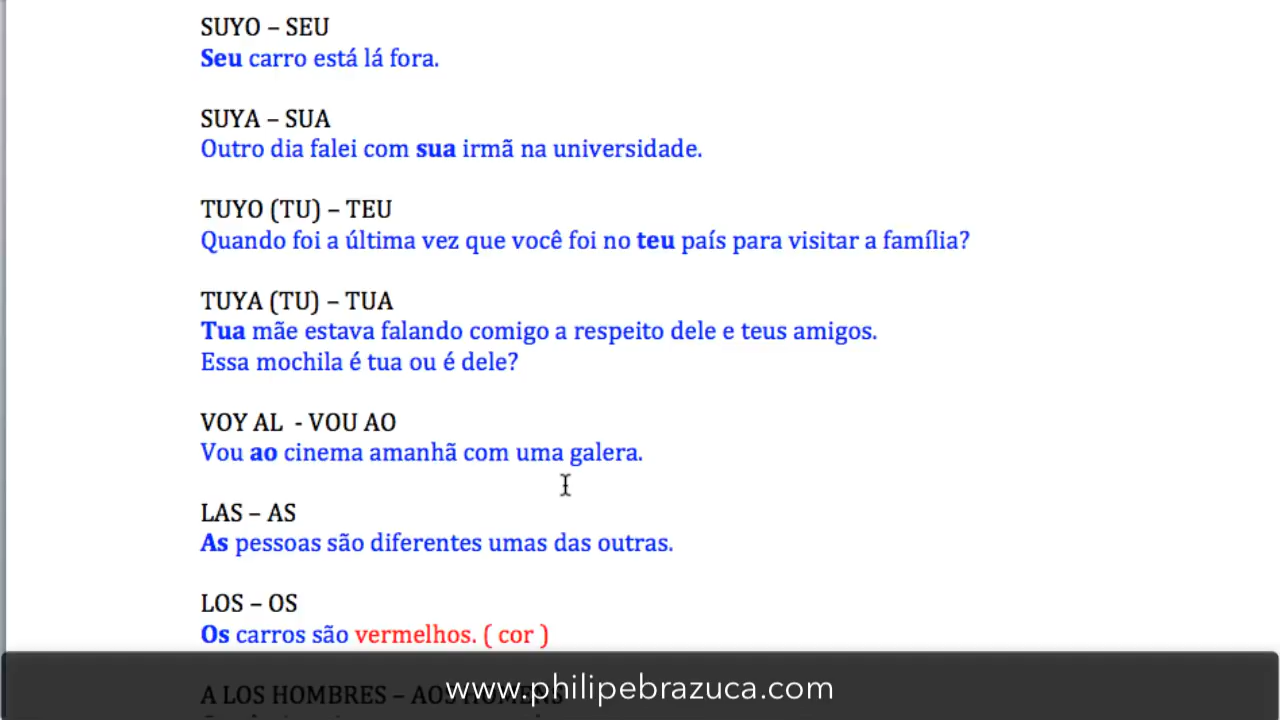 SUYO – SEU
Seu carro está lá fora.
SUYA – SUA
Outro dia falei com sua irmã na universidade.
TUYO (TU) – TEU
Quando foi a última vez que você foi no teu país para visitar a família?
TUYA (TU) – TUA
Tua mãe estava falando comigo a respeito dele e teus amigos.
Essa mochila é tua ou é dele?
VOY AL  - VOU AO
Vou ao cinema amanhã com uma galera.
LAS – AS
As pessoas são diferentes umas das outras.
LOS – OS
Os carros são vermelhos. ( cor )
A LOS HOMBRES – AOS HOMENS
www.philipebrazuca.com